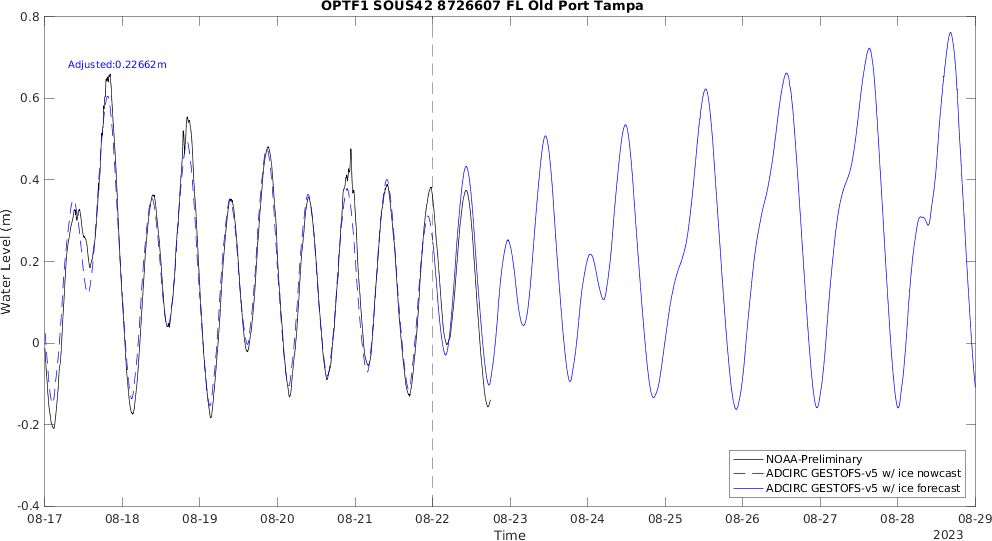 OPTF1 SOUS42 8726607 FL Old Port Tampa
0.8
Adjusted:0.22662m
0.6
0.4
0.2
0
-0.2
-0.4
Water Level (m)
NOAA-Preliminary
ADCIRC GESTOFS-v5 w/ ice nowcast
ADCIRC GESTOFS-v5 w/ ice forecast
08-17 08-18 08-19 08-20 08-21 08-22 08-23 08-24 08-25 08-26 08-27 08-28 08-29
Time
2023